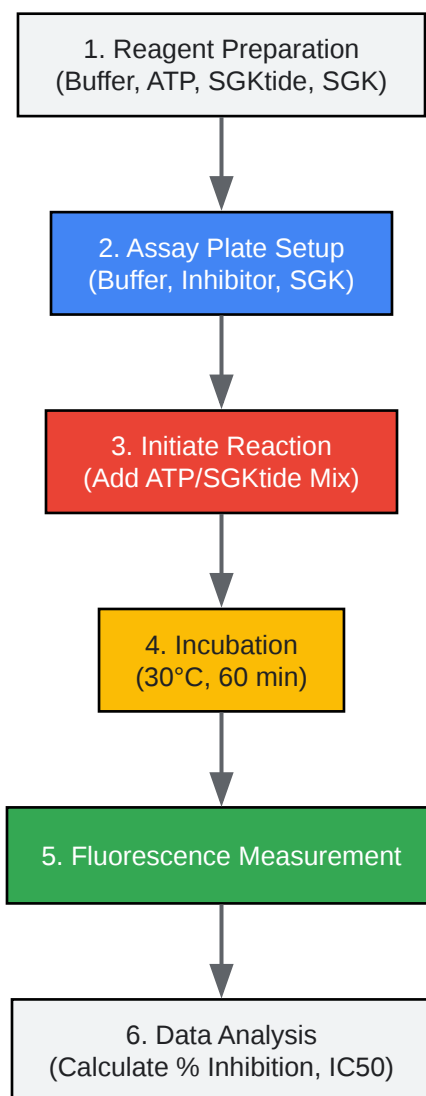 1. Reagent Preparation
(Buffer, ATP, SGKtide, SGK)
2. Assay Plate Setup
(Buffer, Inhibitor, SGK)
3. Initiate Reaction
(Add ATP/SGKtide Mix)
4. Incubation
(30°C, 60 min)
5. Fluorescence Measurement
6. Data Analysis
(Calculate % Inhibition, IC50)